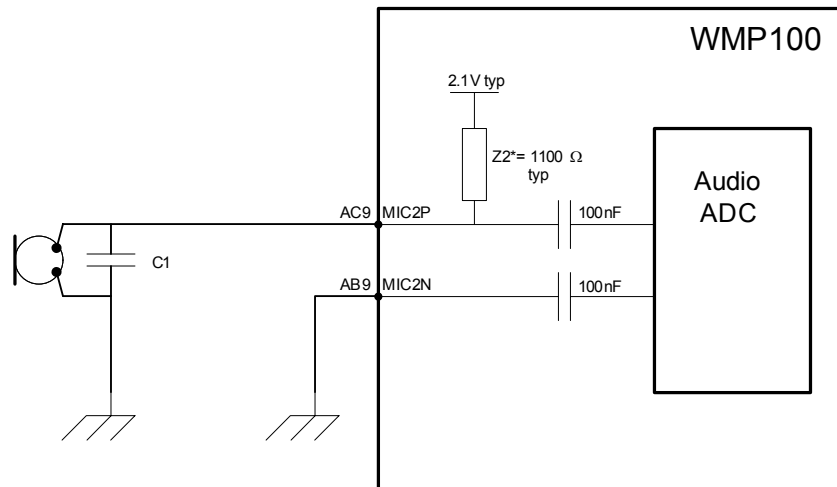 WMP100
2.1V typ
Z2*= 1100 Ω
typ
Audio
ADC
AC9 MIC2P
100nF
C1
AB9 MIC2N
100nF